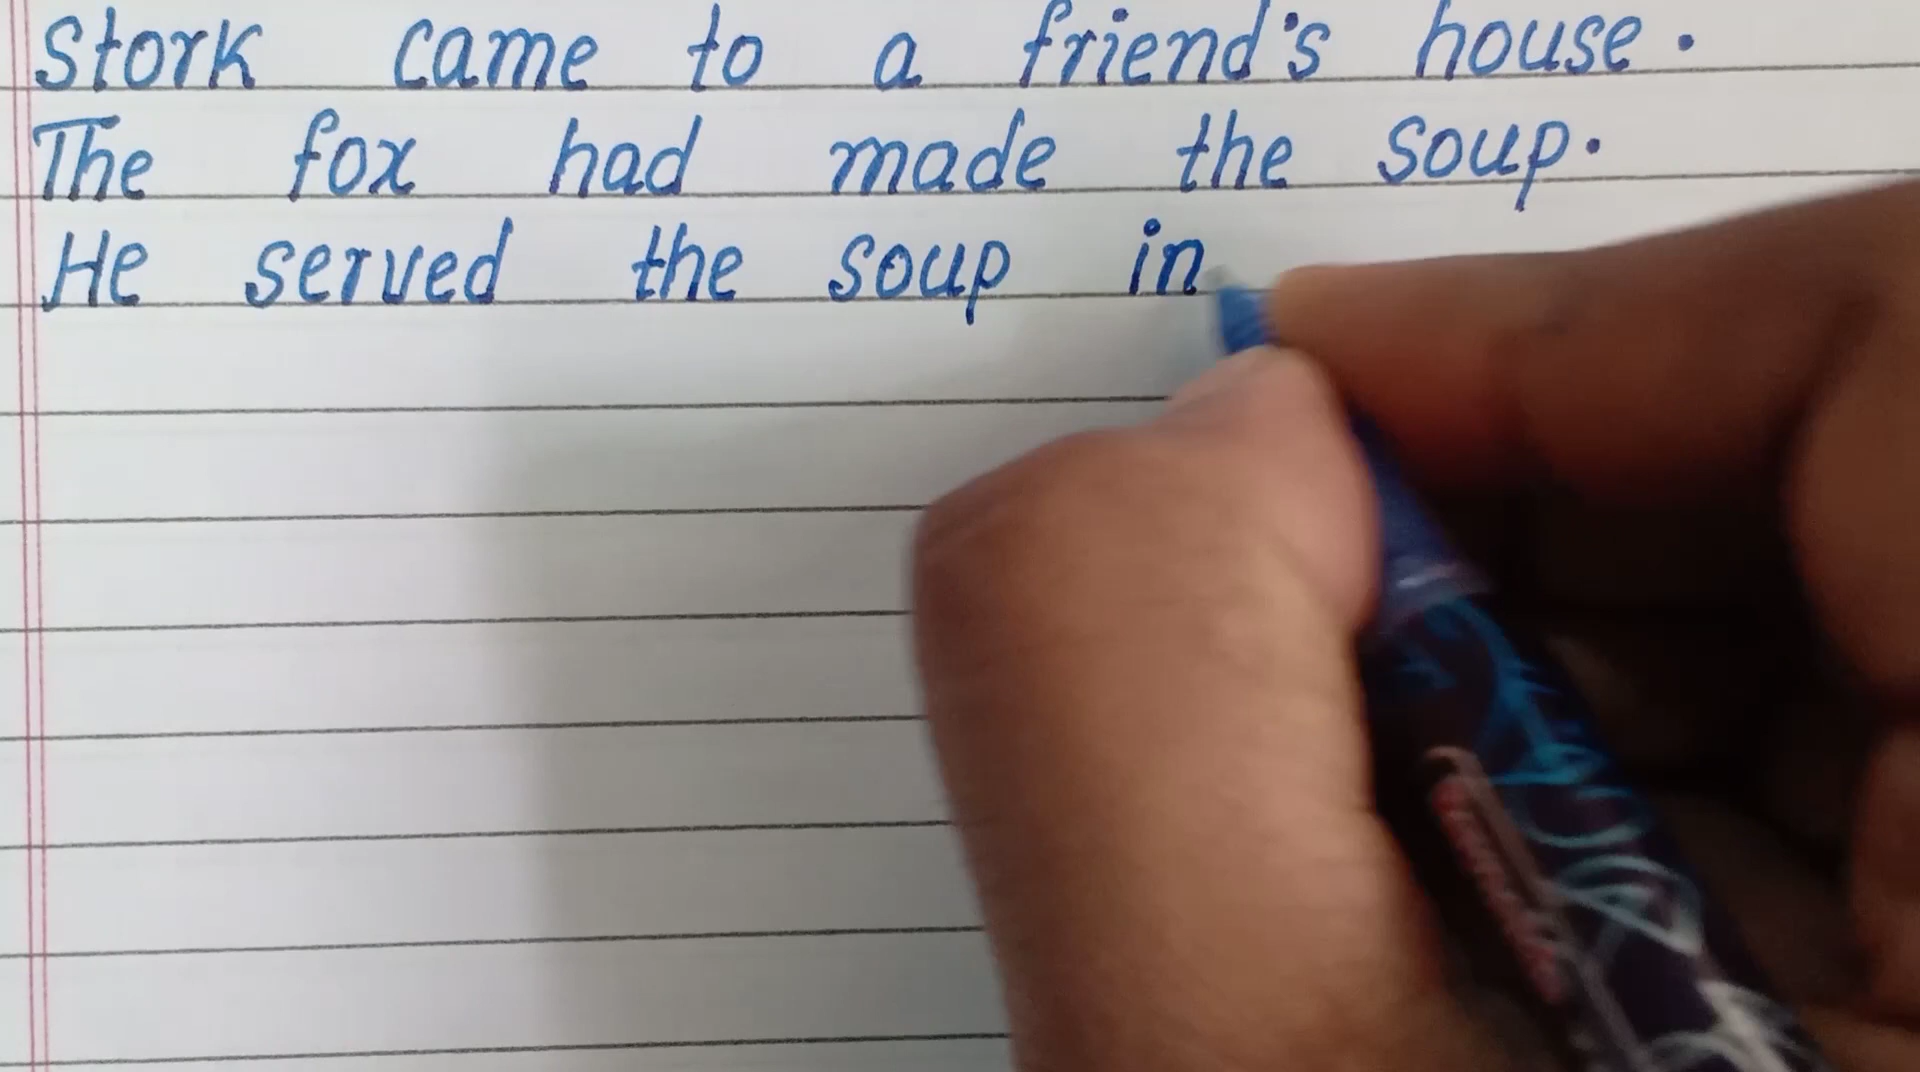 Stork came to a friend's house.
The fox had made the soup.
He served the soup in